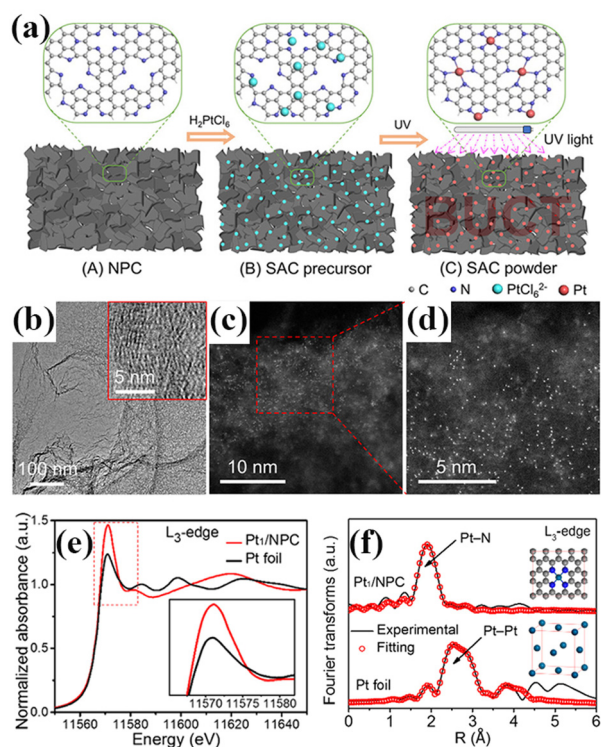 (a)
H₂PtCl₆
UV
UV light
BUCT
(A) NPC
(B) SAC precursor
(C) SAC powder
C N PtCl₆²⁻ Pt
(b)
5 nm
100 nm
(c)
10 nm
(d)
5 nm
(e)
L₃-edge
Pt₁/NPC
Pt foil
Normalized absorbance (a.u.)
1.5
1.0
0.5
0.0
11570 11575 11580
11560 11580 11600 11620 11640
Energy (eV)
(f)
L₃-edge
Pt–N
Pt₁/NPC
Experimental
Fitting
Pt–Pt
Pt foil
Fourier transforms (a.u.)
0 1 2 3 4 5 6
R (Å)